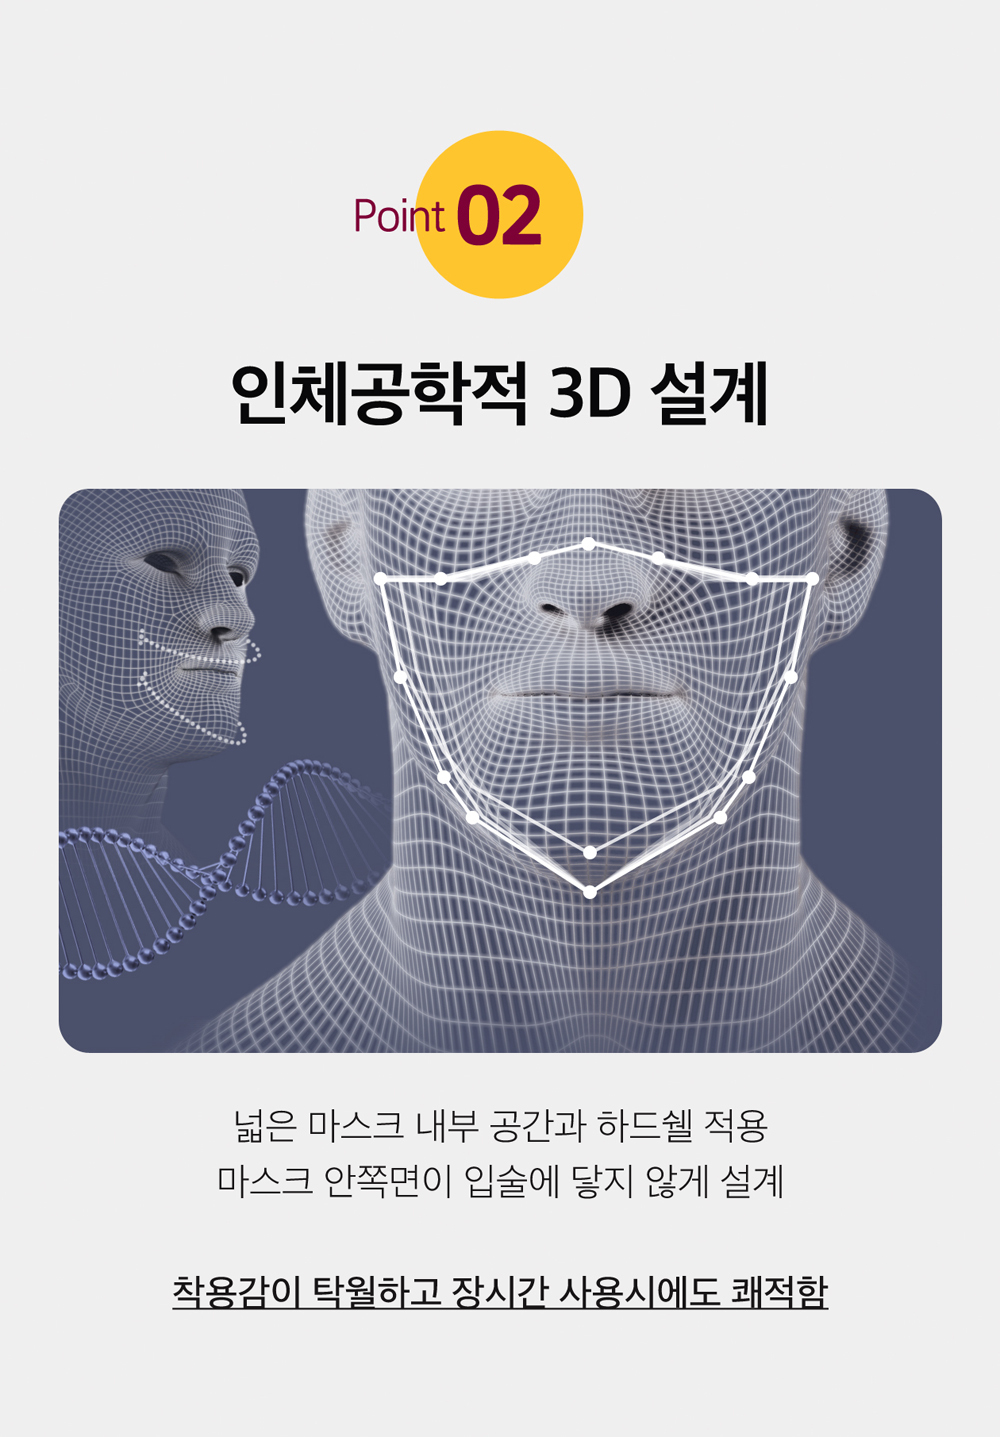 Point 02
인체공학적 3D 설계
넓은 마스크 내부 공간과 하드쉘 적용
마스크 안쪽면이 입술에 닿지 않게 설계
착용감이 탁월하고 장시간 사용시에도 쾌적함